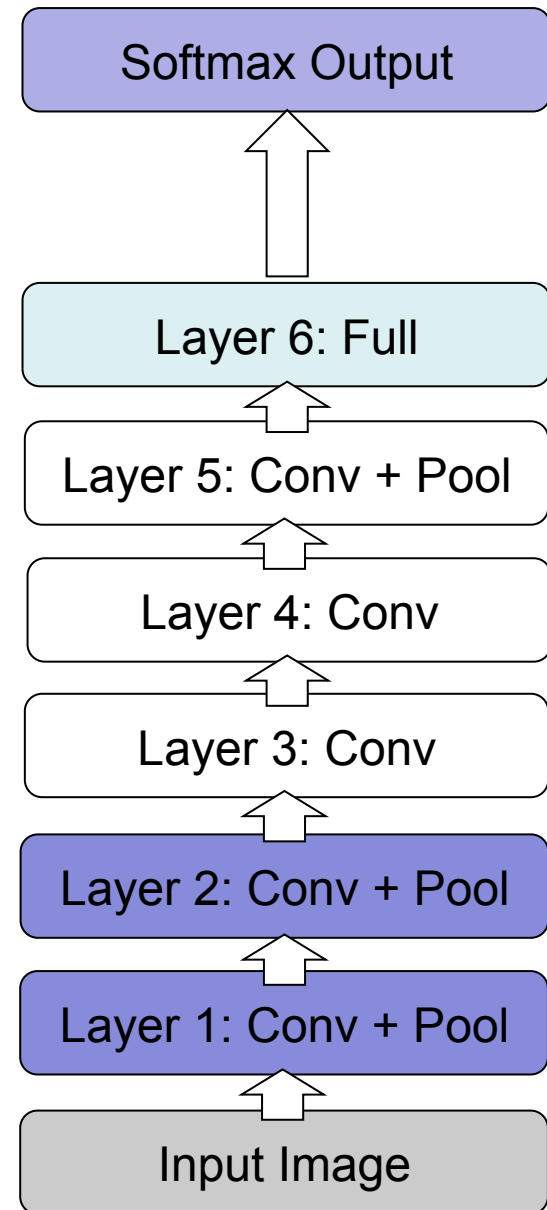 Softmax Output
Layer 6: Full
Layer 5: Conv + Pool
Layer 4: Conv
Layer 3: Conv
Layer 2: Conv + Pool
Layer 1: Conv + Pool
Input Image